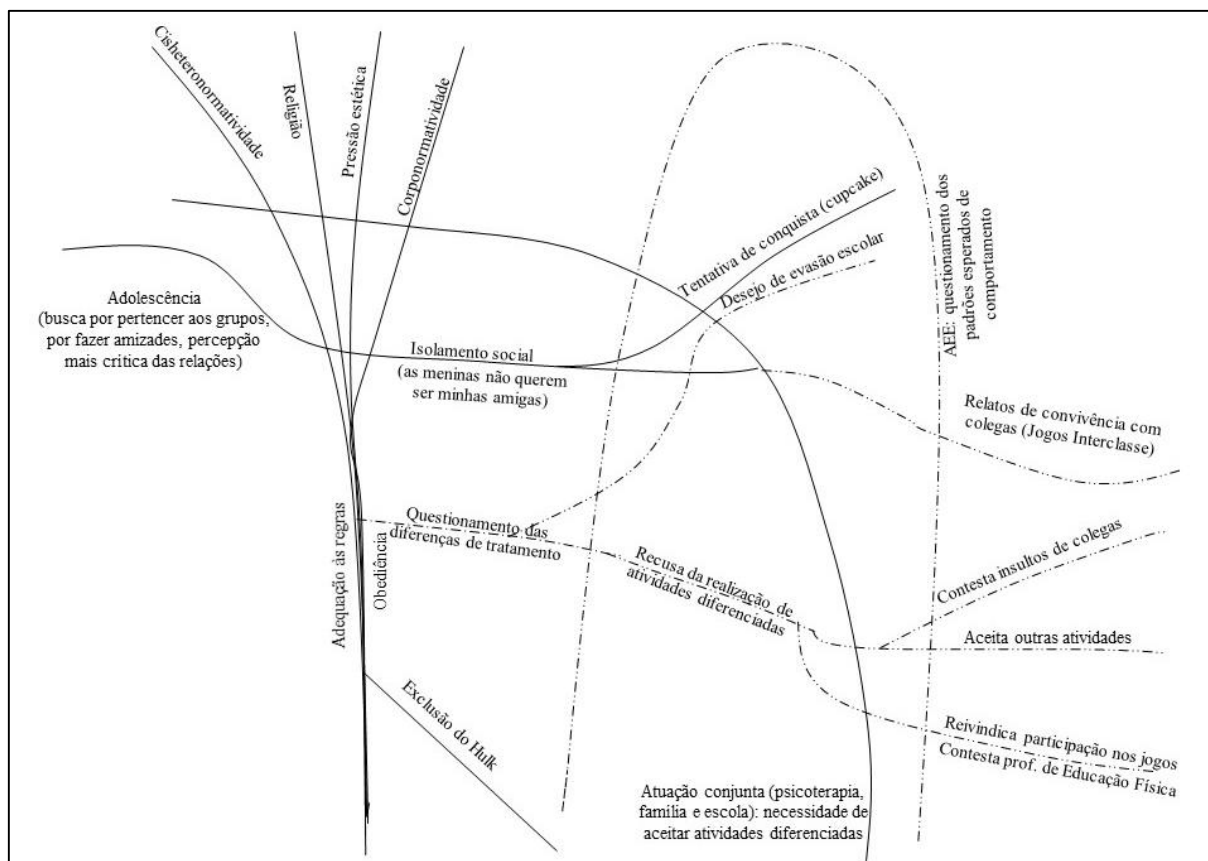 Cisheteronormatividade
Religião
Pressão estética
Corponormatividade
Adolescência
(busca por pertencer aos grupos,
por fazer amizades, percepção
mais critica das relações)
Isolamento social
(as meninas não querem
ser minhas amigas)
Tentativa de conquista (cupcake)
Desejo de evasão escolar
AEE: questionamento dos
padrões esperados de
comportamento
Relatos de convivência com
colegas (Jogos Interclasse)
Adequação às regras
Obediência
Questionamento das
diferenças de tratamento
Recusa da realização de
atividades diferenciadas
Contesta insultos de colegas
Aceita outras atividades
Reivindica participação nos jogos
Contesta prof. de Educação Física
Exclusão do Hulk
Atuação conjunta (psicoterapia,
familia e escola): necessidade de
aceitar atividades diferenciadas